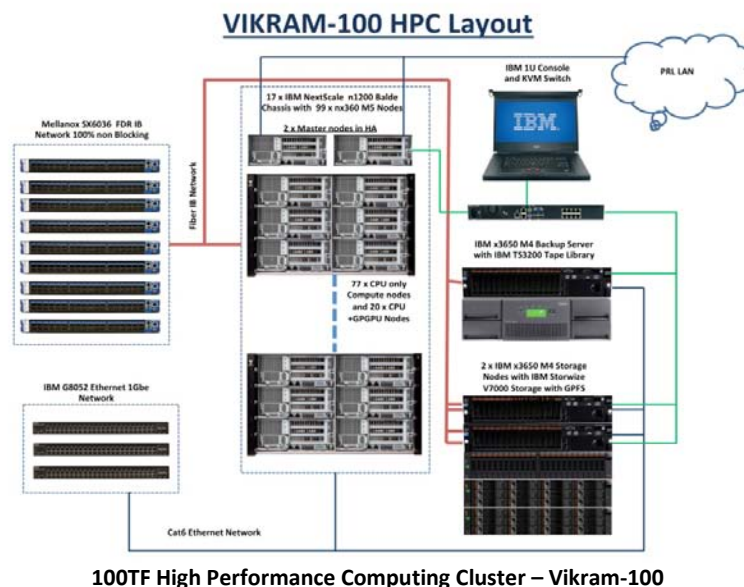 VIKRAM-100 HPC Layout
IBM 1U Console
and KVM Switch
PRL LAN
17 x IBM NextScale n1200 Balde
Chassis with 99 x nx360 M5 Nodes
2 x Master nodes in HA
Mellanox SX6036 FDR IB
Network 100% non Blocking
IBM
Fiber IB Network
IBM x3650 M4 Backup Server
with IBM TS3200 Tape Library
77 x CPU only
Compute nodes
and 20 x CPU
+GPGPU Nodes
IBM G8052 Ethernet 1Gbe
Network
2 x IBM x3650 M4 Storage
Nodes with IBM Storwize
V7000 Storage with GPFS
Cat6 Ethernet Network
100TF High Performance Computing Cluster – Vikram-100